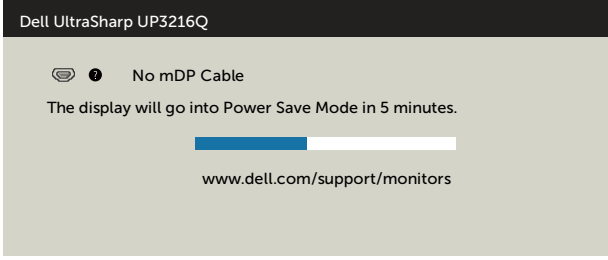 Dell UltraSharp UP3216Q
? No mDP Cable
The display will go into Power Save Mode in 5 minutes.
www.dell.com/support/monitors